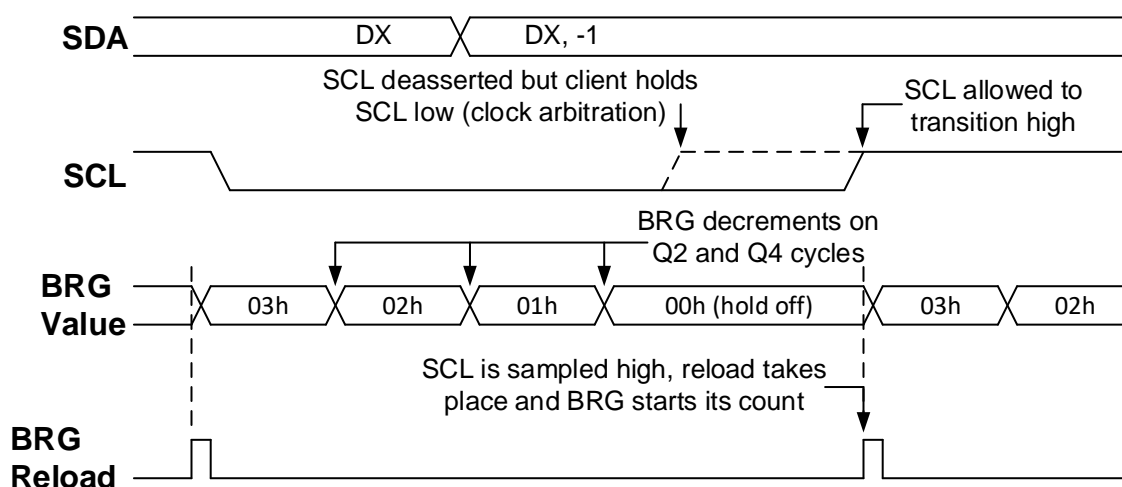 SDA
DX
DX, -1
SCL deasserted but client holds
SCL low (clock arbitration)
SCL allowed to
transition high
SCL
BRG decrements on
Q2 and Q4 cycles
BRG
Value
03h
02h
01h
00h (hold off)
03h
02h
SCL is sampled high, reload takes
place and BRG starts its count
BRG
Reload